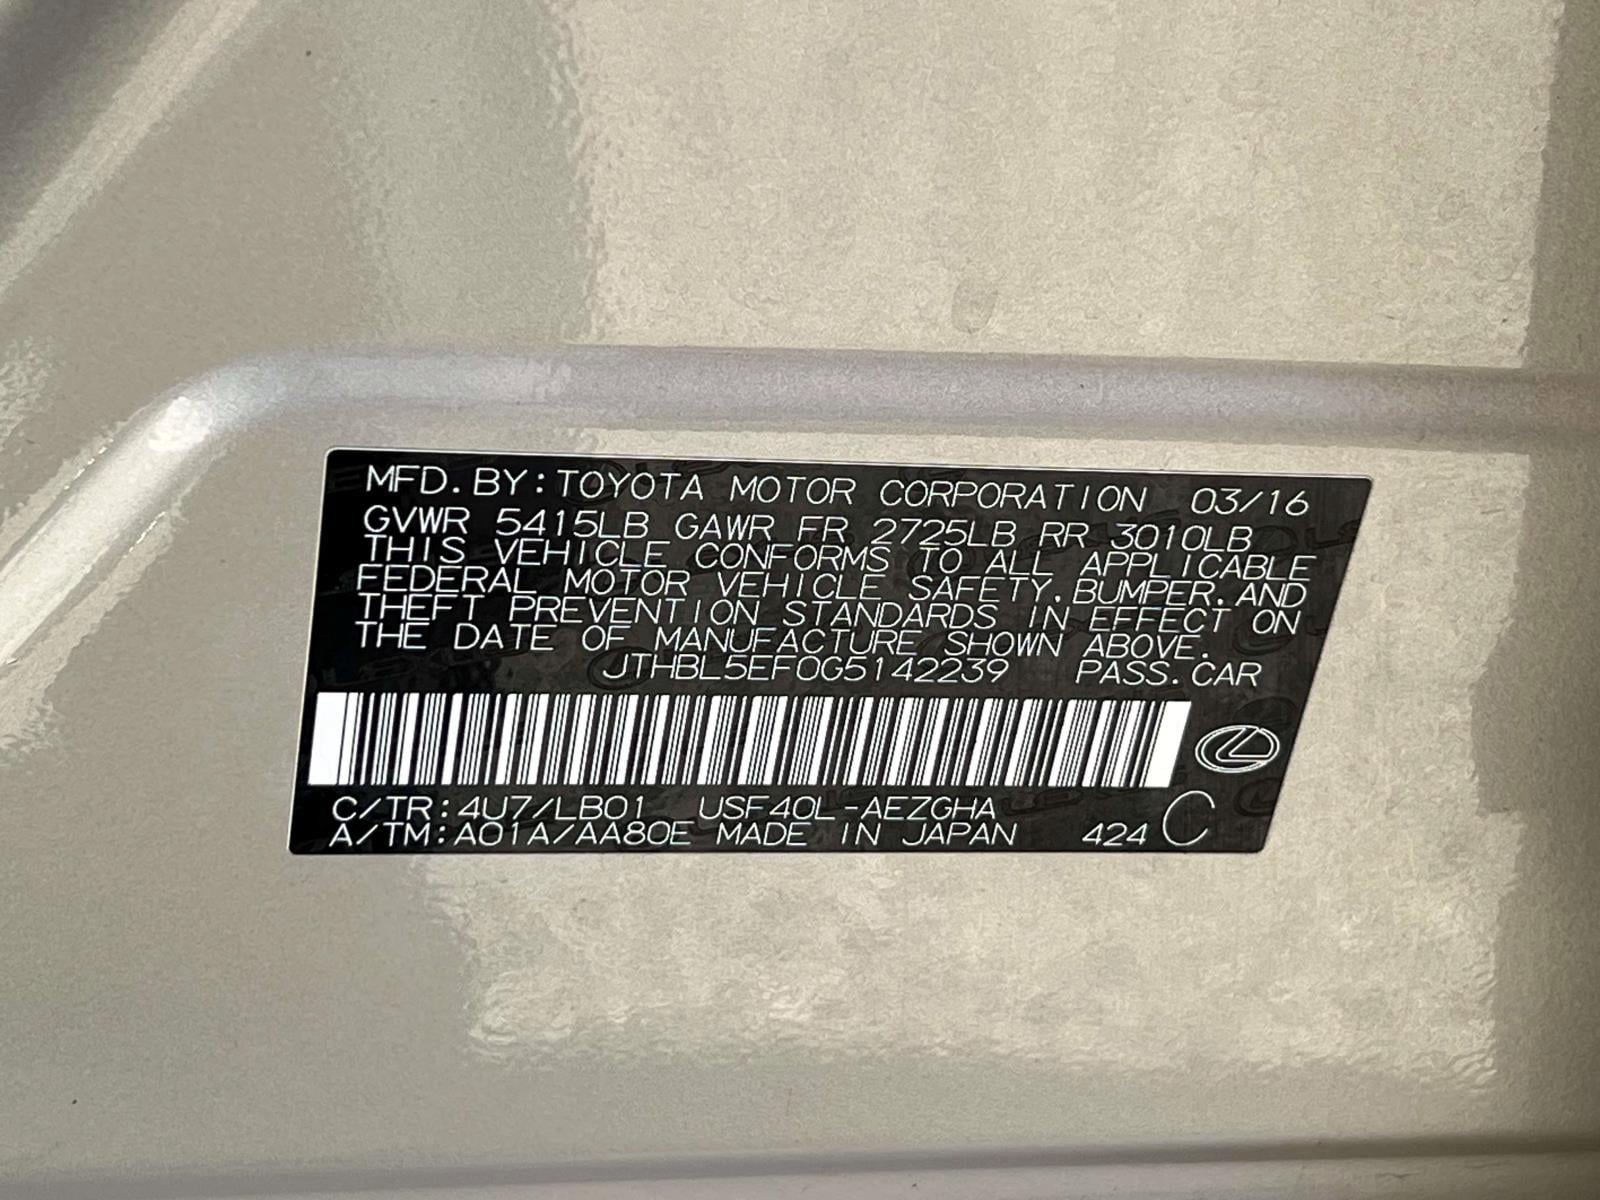 MFD. BY: TOYOTA MOTOR CORPORATION 03/16
GVWR 5415LB GAWR FR 2725LB RR 3010LB
THIS VEHICLE CONFORMS TO ALL APPLICABLE
FEDERAL MOTOR VEHICLE SAFETY, BUMPER, AND
THEFT PREVENTION STANDARDS IN EFFECT ON
THE DATE OF MANUFACTURE SHOWN ABOVE.
JTHBL5EF0G5142239 PASS. CAR
C/TR: 4U7/LB01 USF40L-AEZGHA
A/TM: A01A/AA80E MADE IN JAPAN 424 C